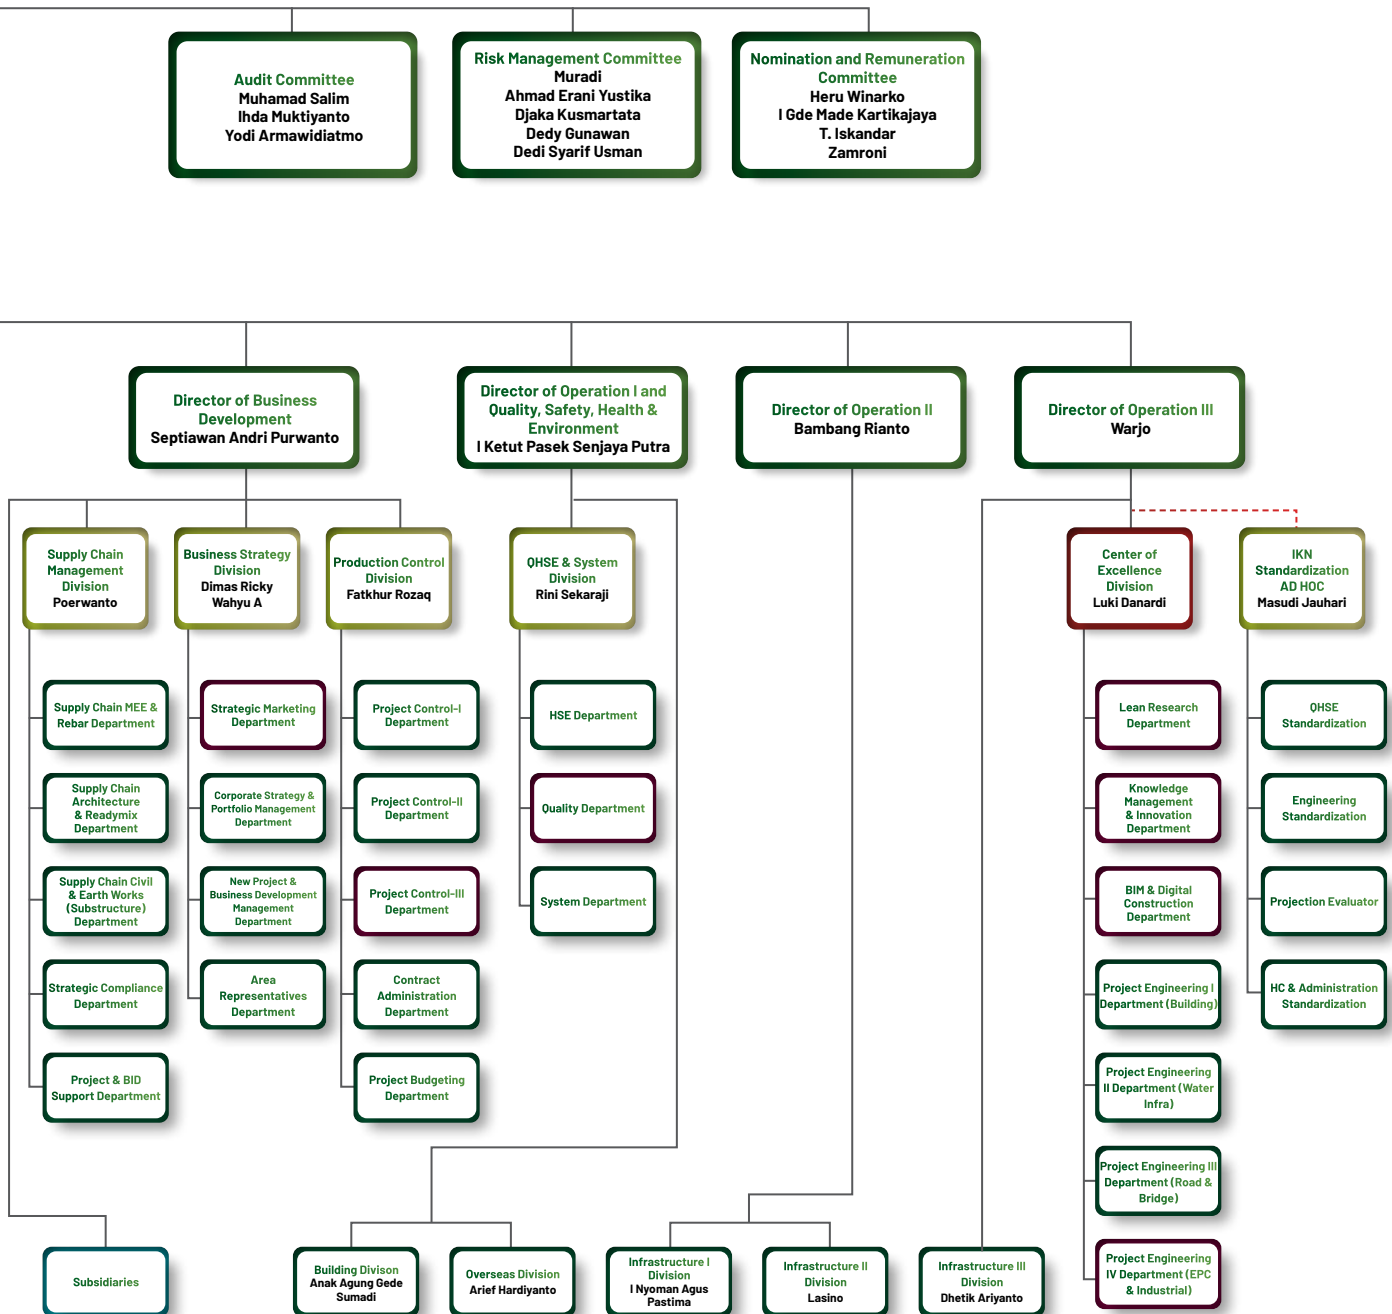 Audit Committee
Muhamad Salim
Ihda Muktiyanto
Yodi Armawidiatmo
Risk Management Committee
Muradi
Ahmad Erani Yustika
Djaka Kusmartata
Dedy Gunawan
Dedi Syarif Usman
Nomination and Remuneration
Committee
Heru Winarko
I Gde Made Kartikajaya
T. Iskandar
Zamroni
Director of Business
Development
Septiawan Andri Purwanto
Director of Operation I and
Quality, Safety, Health &
Environment
I Ketut Pasek Senjaya Putra
Director of Operation II
Bambang Rianto
Director of Operation III
Warjo
Supply Chain
Management
Division
Poerwanto
Business Strategy
Division
Dimas Ricky
Wahyu A
Production Control
Division
Fatkhur Rozaq
QHSE & System
Division
Rini Sekaraji
Center of
Excellence
Division
Luki Danardi
IKN
Standardization
AD HOC
Masudi Jauhari
Supply Chain MEE &
Rebar Department
Supply Chain
Architecture
& Readymix
Department
Supply Chain Civil
& Earth Works
(Substructure)
Department
Strategic Compliance
Department
Project & BID
Support Department
Strategic Marketing
Department
Corporate Strategy &
Portfolio Management
Department
New Project &
Business Development
Management
Department
Area
Representatives
Department
Project Control-I
Department
Project Control-II
Department
Project Control-III
Department
Contract
Administration
Department
Project Budgeting
Department
HSE Department
Quality Department
System Department
Lean Research
Department
Knowledge
Management
& Innovation
Department
BIM & Digital
Construction
Department
Project Engineering I
Department (Building)
Project Engineering
II Department (Water
Infra)
Project Engineering III
Department (Road &
Bridge)
Project Engineering
IV Department (EPC
& Industrial)
QHSE
Standardization
Engineering
Standardization
Projection Evaluator
HC & Administration
Standardization
Subsidiaries
Building Divison
Anak Agung Gede
Sumadi
Overseas Division
Arief Hardiyanto
Infrastructure I
Division
I Nyoman Agus
Pastima
Infrastructure II
Division
Lasino
Infrastructure III
Division
Dhetik Ariyanto